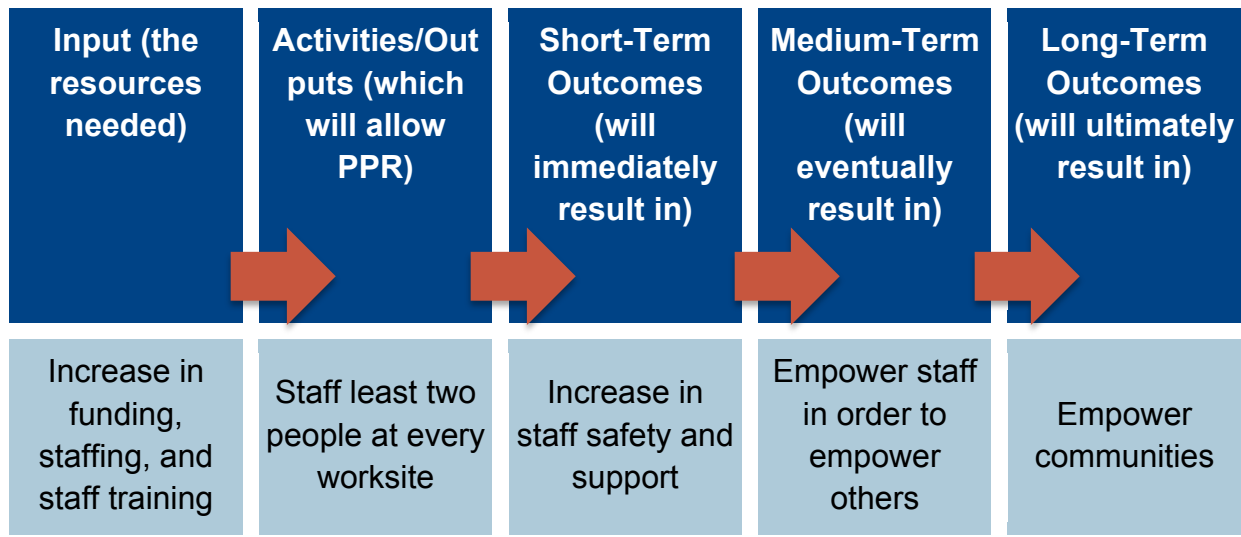 Input (the
resources
needed)
Activities/Out
puts (which
will allow
PPR)
Short-Term
Outcomes
(will
immediately
result in)
Medium-Term
Outcomes
(will
eventually
result in)
Long-Term
Outcomes
(will ultimately
result in)
Increase in
funding,
staffing, and
staff training
Staff least two
people at every
worksite
Increase in
staff safety and
support
Empower staff
in order to
empower
others
Empower
communities